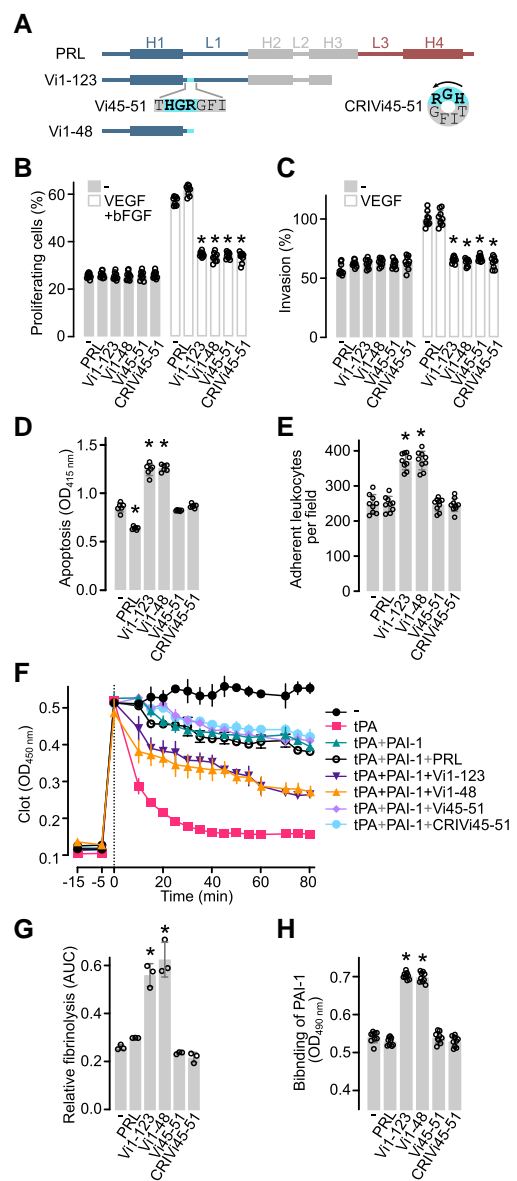 A
H1 L1 H2 L2 H3 L3 H4
PRL
Vi1-123
Vi45-51 THGRGFI
CRIVi45-51 RGHTIFG
Vi1-48
B
-
VEGF
+bFGF
Proliferating cells (%)
60
40
20
0
-
PRL
Vi1-123
Vi1-48
Vi45-51
CRIVi45-51
-
PRL
Vi1-123
Vi1-48
Vi45-51
CRIVi45-51
* * * *
C
-
VEGF
Invasion (%)
100
50
0
-
PRL
Vi1-123
Vi1-48
Vi45-51
CRIVi45-51
-
PRL
Vi1-123
Vi1-48
Vi45-51
CRIVi45-51
* * * *
D
Apoptosis (OD415 nm)
1.5
1.0
0.5
0.0
* * *
-
PRL
Vi1-123
Vi1-48
Vi45-51
CRIVi45-51
E
Adherent leukocytes
per field
400
300
200
0
* *
-
PRL
Vi1-123
Vi1-48
Vi45-51
CRIVi45-51
F
Clot (OD450 nm)
0.5
0.4
0.3
0.2
0.1
-15 -5 0 20 40 60 80
Time (min)
-
tPA
tPA+PAI-1
tPA+PAI-1+PRL
tPA+PAI-1+Vi1-123
tPA+PAI-1+Vi1-48
tPA+PAI-1+Vi45-51
tPA+PAI-1+CRIVi45-51
G
Relative fibrinolysis (AUC)
0.6
0.4
0.2
0.0
* *
-
PRL
Vi1-123
Vi1-48
Vi45-51
CRIVi45-51
H
Bibnding of PAI-1
(OD490 nm)
0.7
0.6
0.5
0.4
* *
-
PRL
Vi1-123
Vi1-48
Vi45-51
CRIVi45-51